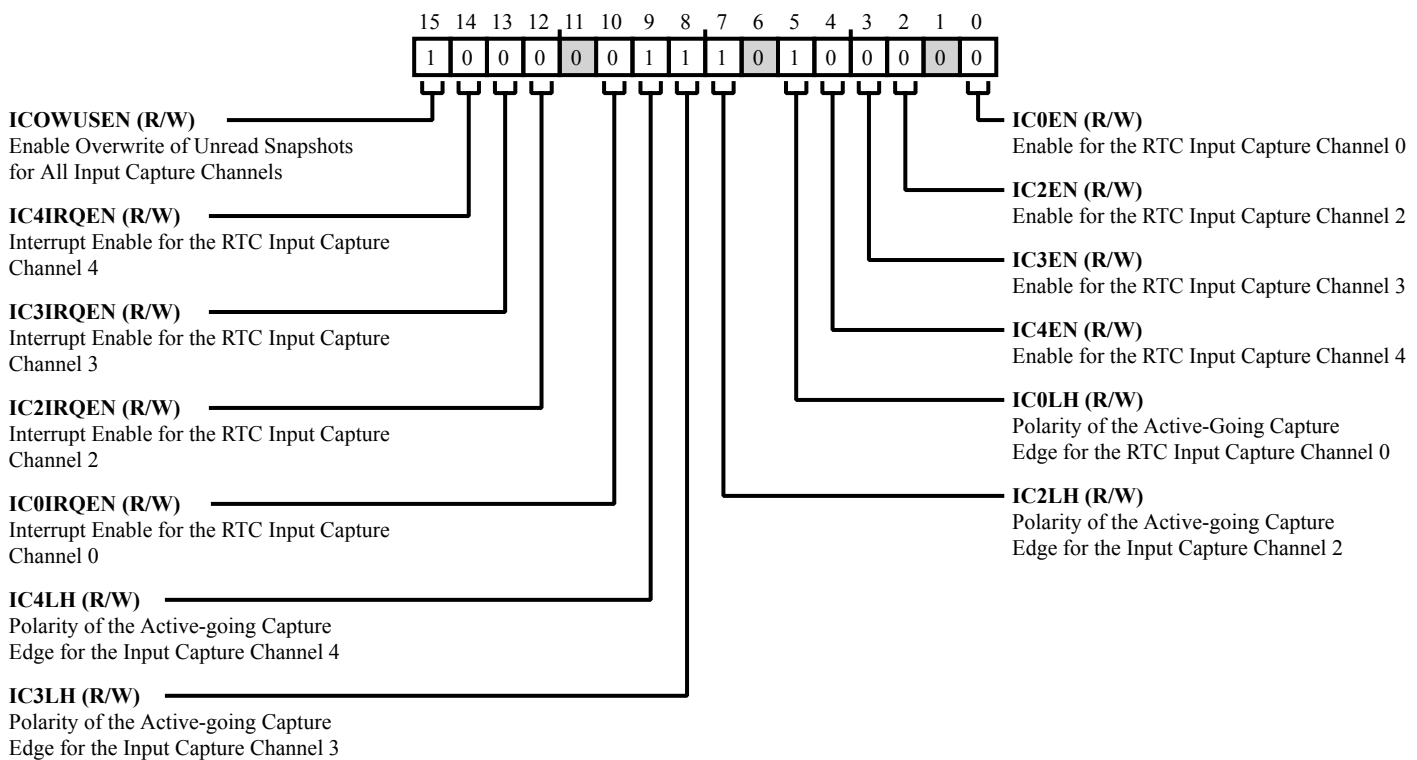 15 14 13 12 11 10 9 8 7 6 5 4 3 2 1 0
1 0 0 0 0 0 1 1 1 0 1 0 0 0 0 0
ICOWUSEN (R/W)
Enable Overwrite of Unread Snapshots
for All Input Capture Channels
IC4IRQEN (R/W)
Interrupt Enable for the RTC Input Capture
Channel 4
IC3IRQEN (R/W)
Interrupt Enable for the RTC Input Capture
Channel 3
IC2IRQEN (R/W)
Interrupt Enable for the RTC Input Capture
Channel 2
IC0IRQEN (R/W)
Interrupt Enable for the RTC Input Capture
Channel 0
IC4LH (R/W)
Polarity of the Active-going Capture
Edge for the Input Capture Channel 4
IC3LH (R/W)
Polarity of the Active-going Capture
Edge for the Input Capture Channel 3
IC0EN (R/W)
Enable for the RTC Input Capture Channel 0
IC2EN (R/W)
Enable for the RTC Input Capture Channel 2
IC3EN (R/W)
Enable for the RTC Input Capture Channel 3
IC4EN (R/W)
Enable for the RTC Input Capture Channel 4
IC0LH (R/W)
Polarity of the Active-Going Capture
Edge for the RTC Input Capture Channel 0
IC2LH (R/W)
Polarity of the Active-going Capture
Edge for the Input Capture Channel 2